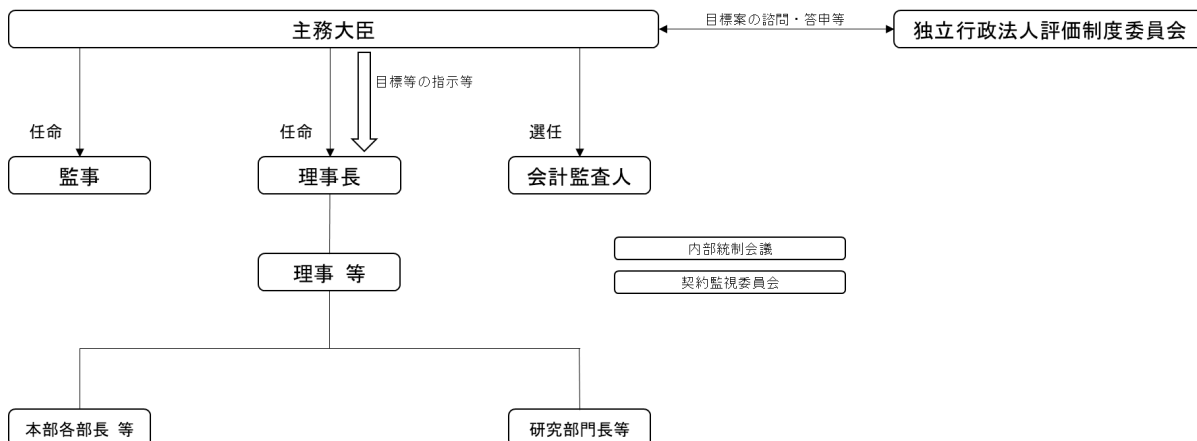 主務大臣
目標案の諮問・答申等
独立行政法人評価制度委員会
目標等の指示等
任命
任命
選任
監事
理事長
会計監査人
内部統制会議
理事 等
契約監視委員会
本部各部長 等
研究部門長等